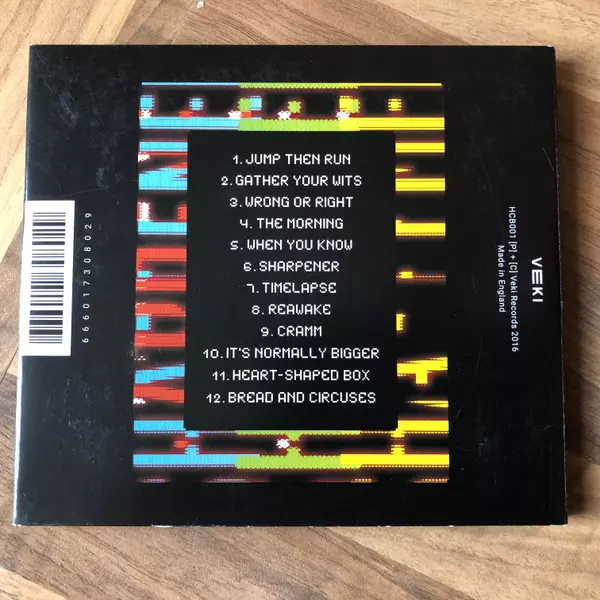 1. JUMP THEN RUN
2. GATHER YOUR WITS
3. WRONG OR RIGHT
4. THE MORNING
5. WHEN YOU KNOW
6. SHARPENER
7. TIMELAPSE
8. REAWAKE
9. CRAMM
10. IT'S NORMALLY BIGGER
11. HEART-SHAPED BOX
12. BREAD AND CIRCUSES
666017308029
VEKI
HCB001 [P] + [C] Veki Records 2016
Made in England